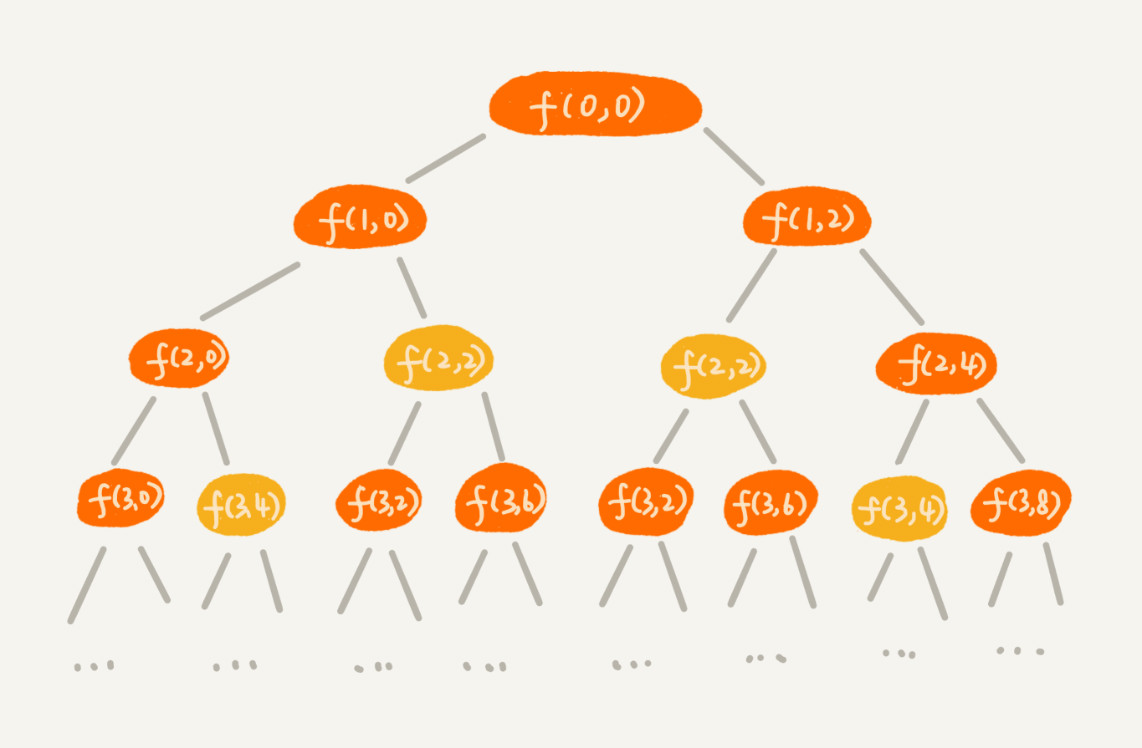 f(0,0)
f(1,0) f(1,2)
f(2,0) f(2,2) f(2,2) f(2,4)
f(3,0) f(3,4) f(3,2) f(3,6) f(3,2) f(3,6) f(3,4) f(3,8)
... ... ... ... ... ... ... ...